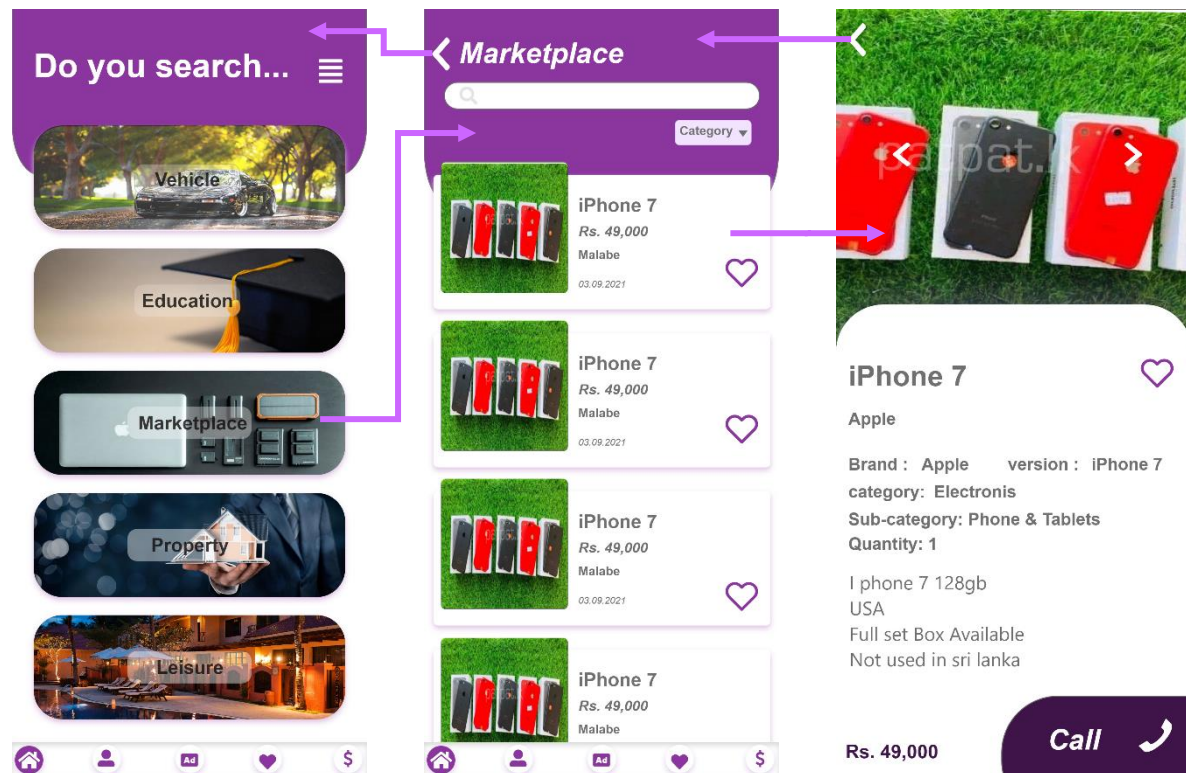 Do you search...
Vehicle
Education
Marketplace
Property
Leisure
Ad
$
Marketplace
Category
iPhone 7
Rs. 49,000
Malabe
03.09.2021
iPhone 7
Rs. 49,000
Malabe
03.09.2021
iPhone 7
Rs. 49,000
Malabe
03.09.2021
iPhone 7
Rs. 49,000
Malabe
Ad
$
patpat.lk
iPhone 7
Apple
Brand : Apple version : iPhone 7
category: Electronis
Sub-category: Phone & Tablets
Quantity: 1
I phone 7 128gb
USA
Full set Box Available
Not used in sri lanka
Rs. 49,000
Call